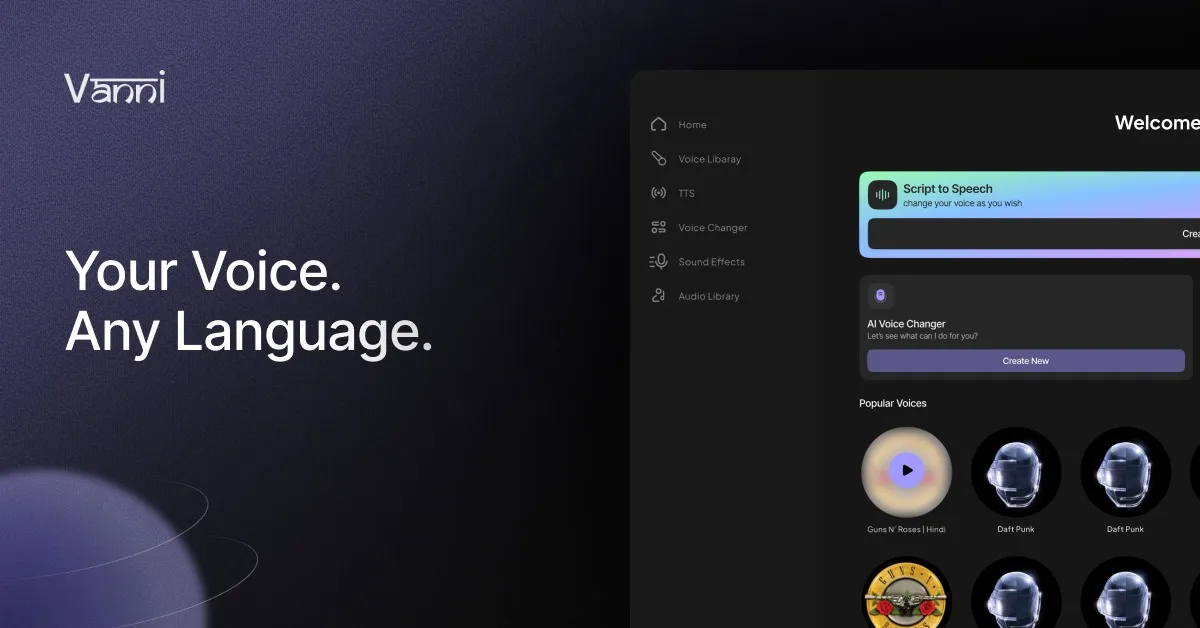 Vanni
Your Voice.
Any Language.
Home
Voice Libaray
TTS
Voice Changer
Sound Effects
Audio Library
Welcome
Script to Speech
change your voice as you wish
Crea
AI Voice Changer
Let's see what can I do for you?
Create New
Popular Voices
Guns N' Roses | Hindi
Daft Punk
Daft Punk
GUNS N'